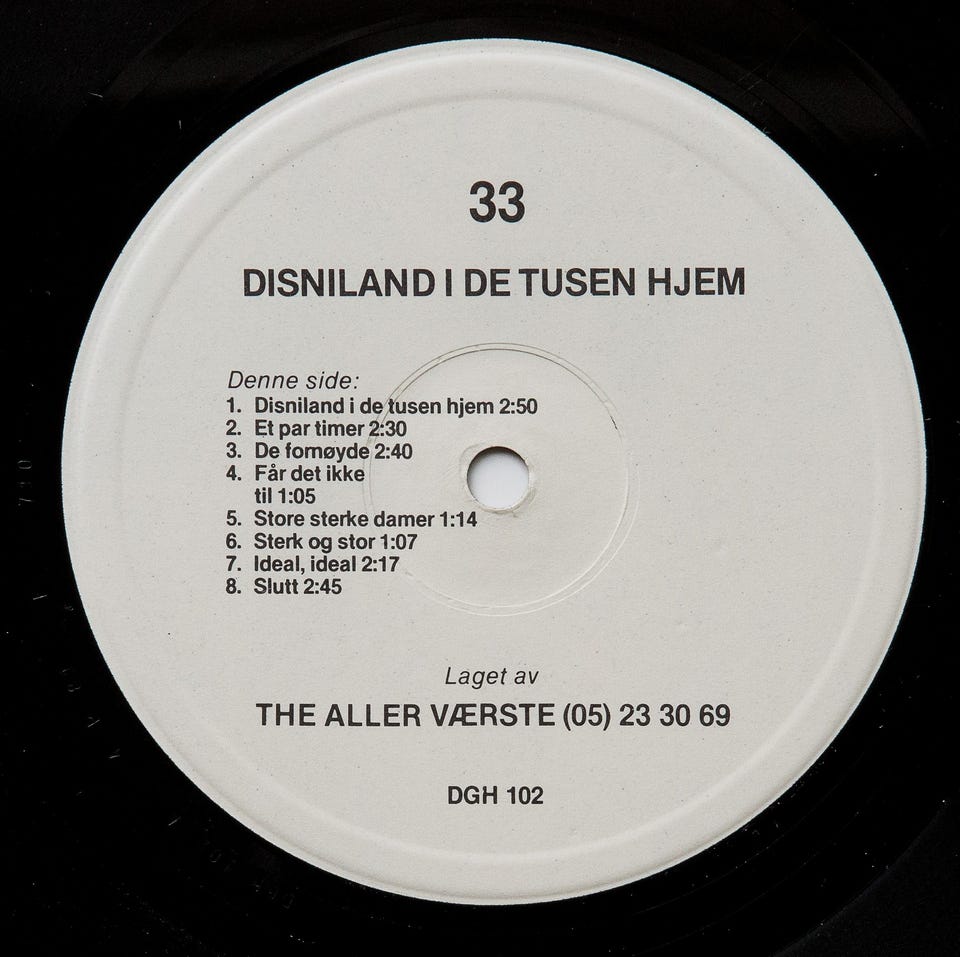 33
DISNILAND I DE TUSEN HJEM
Denne side:
1. Disniland i de tusen hjem 2:50
2. Et par timer 2:30
3. De fornøyde 2:40
4. Får det ikke
til 1:05
5. Store sterke damer 1:14
6. Sterk og stor 1:07
7. Ideal, ideal 2:17
8. Slutt 2:45
Laget av
THE ALLER VÆRSTE (05) 23 30 69
DGH 102